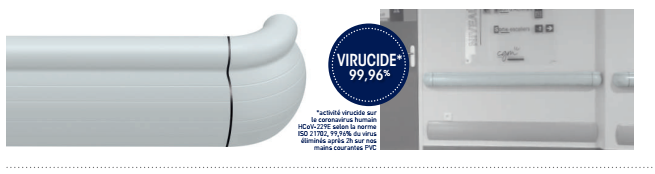 VIRUCIDE*
99,96%
*activité virucide sur
le coronavirus humain
HCoV-229E selon la norme
ISO 21702, 99,96% du virus
éliminés après 2h sur nos
mains courantes PVC
NIVEAU